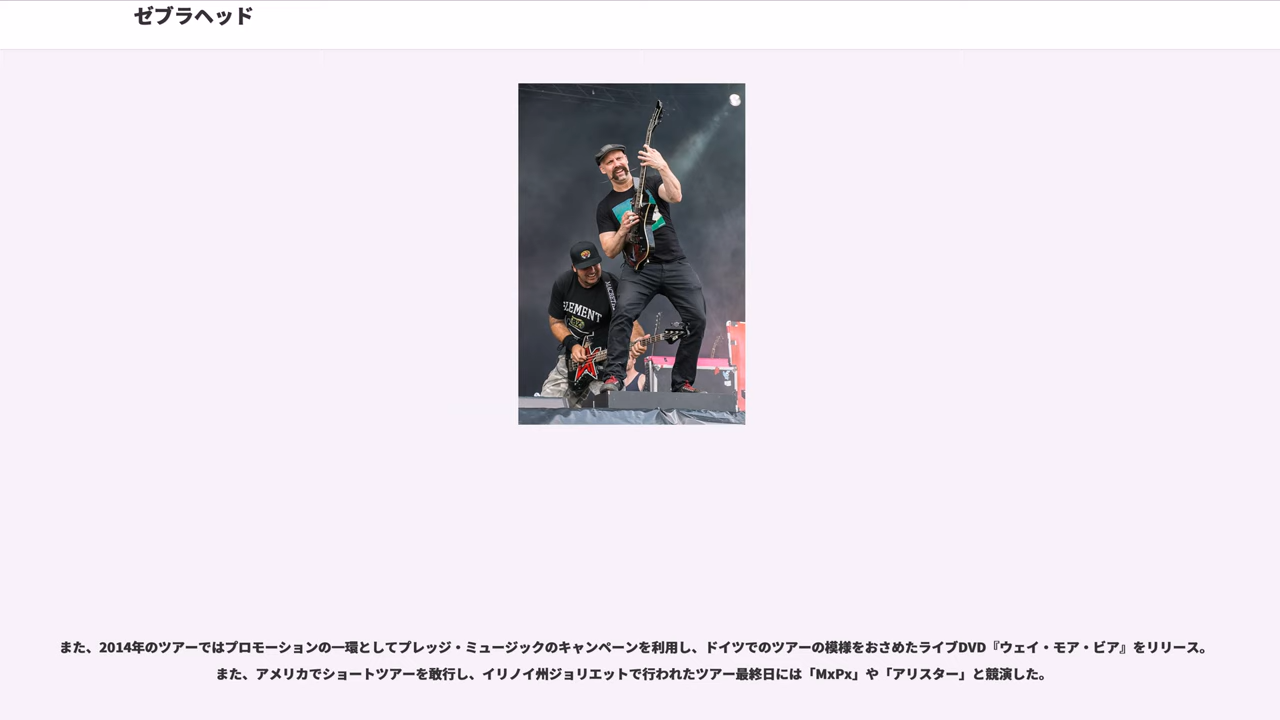 ゼブラヘッド
MACBETH
ELEMENT
また、2014年のツアーではプロモーションの一環としてプレッジ・ミュージックのキャンペーンを利用し、ドイツでのツアーの模様をおさめたライブDVD『ウェイ・モア・ビア』をリリース。
また、アメリカでショートツアーを敢行し、イリノイ州ジョリエットで行われたツアー最終日には「MxPx」や「アリスター」と競演した。